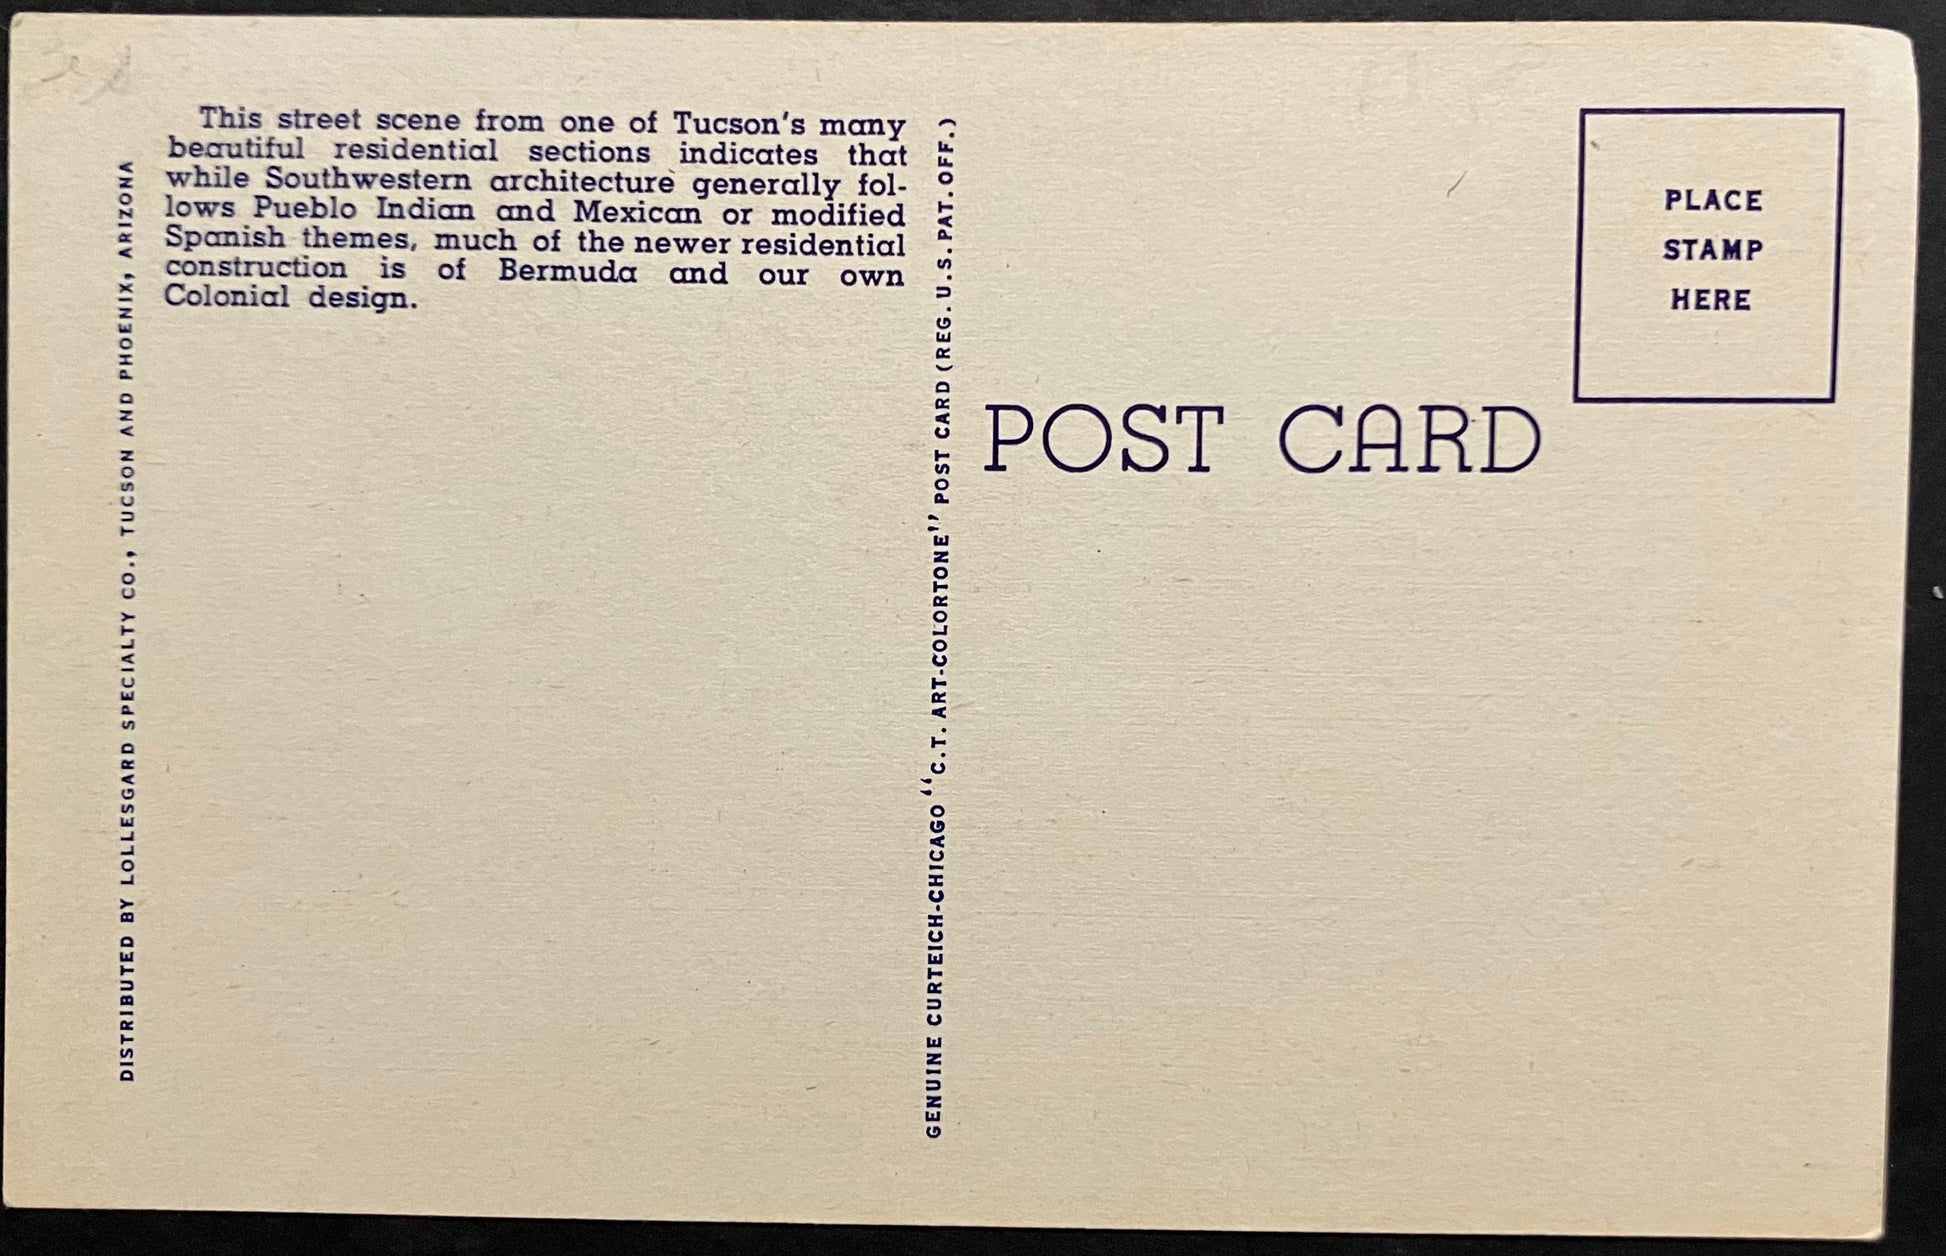 This street scene from one of Tucson's many
beautiful residential sections indicates that
while Southwestern architecture generally fol-
lows Pueblo Indian and Mexican or modified
Spanish themes, much of the newer residential
construction is of Bermuda and our own
Colonial design.
DISTRIBUTED BY LOLLESGARD SPECIALTY CO., TUCSON AND PHOENIX, ARIZONA
GENUINE CURTEICH-CHICAGO "C.T. ART-COLORTONE" POST CARD (REG. U.S. PAT. OFF.)
POST CARD
PLACE
STAMP
HERE